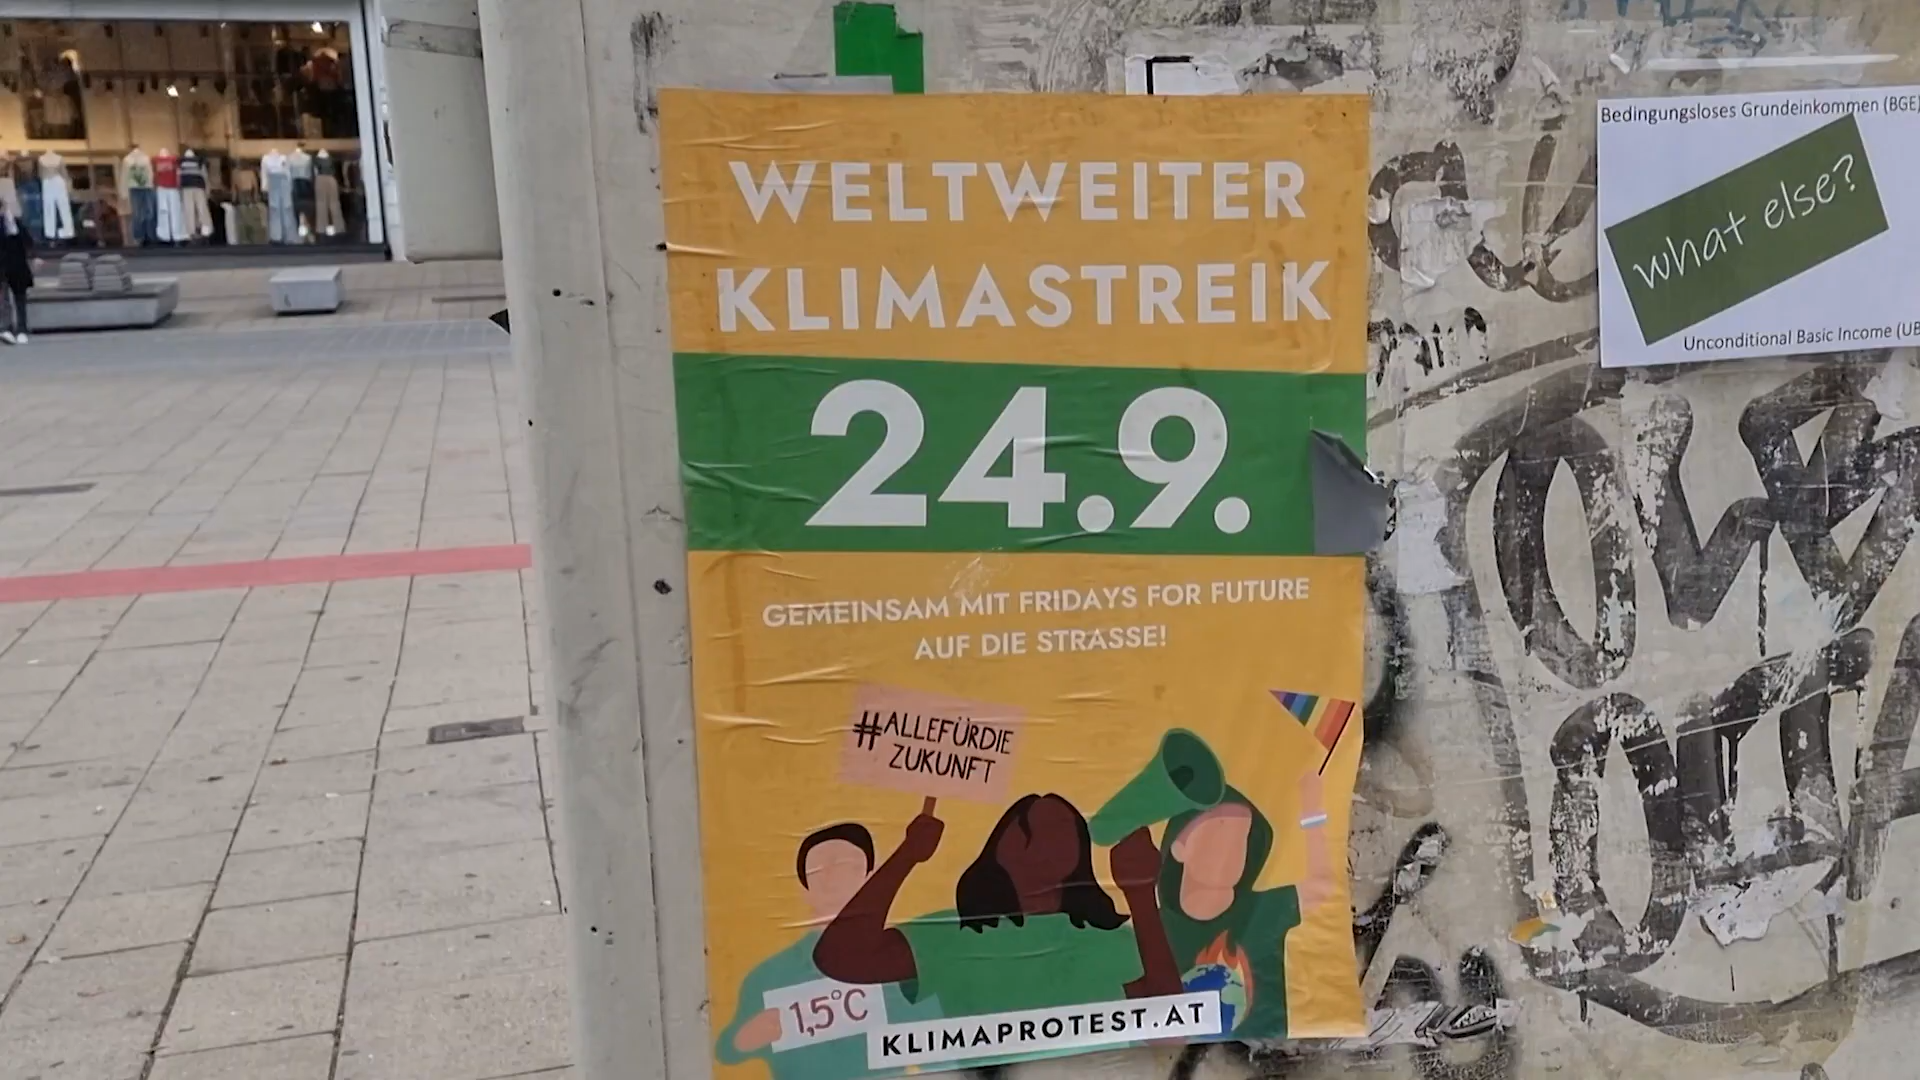 WELTWEITER
KLIMASTREIK
24.9.
GEMEINSAM MIT FRIDAYS FOR FUTURE
AUF DIE STRASSE!
#ALLEFÜRDIE
ZUKUNFT
1,5°C
KLIMAPROTEST.AT
Bedingungsloses Grundeinkommen (BGE)
what else?
Unconditional Basic Income (UB